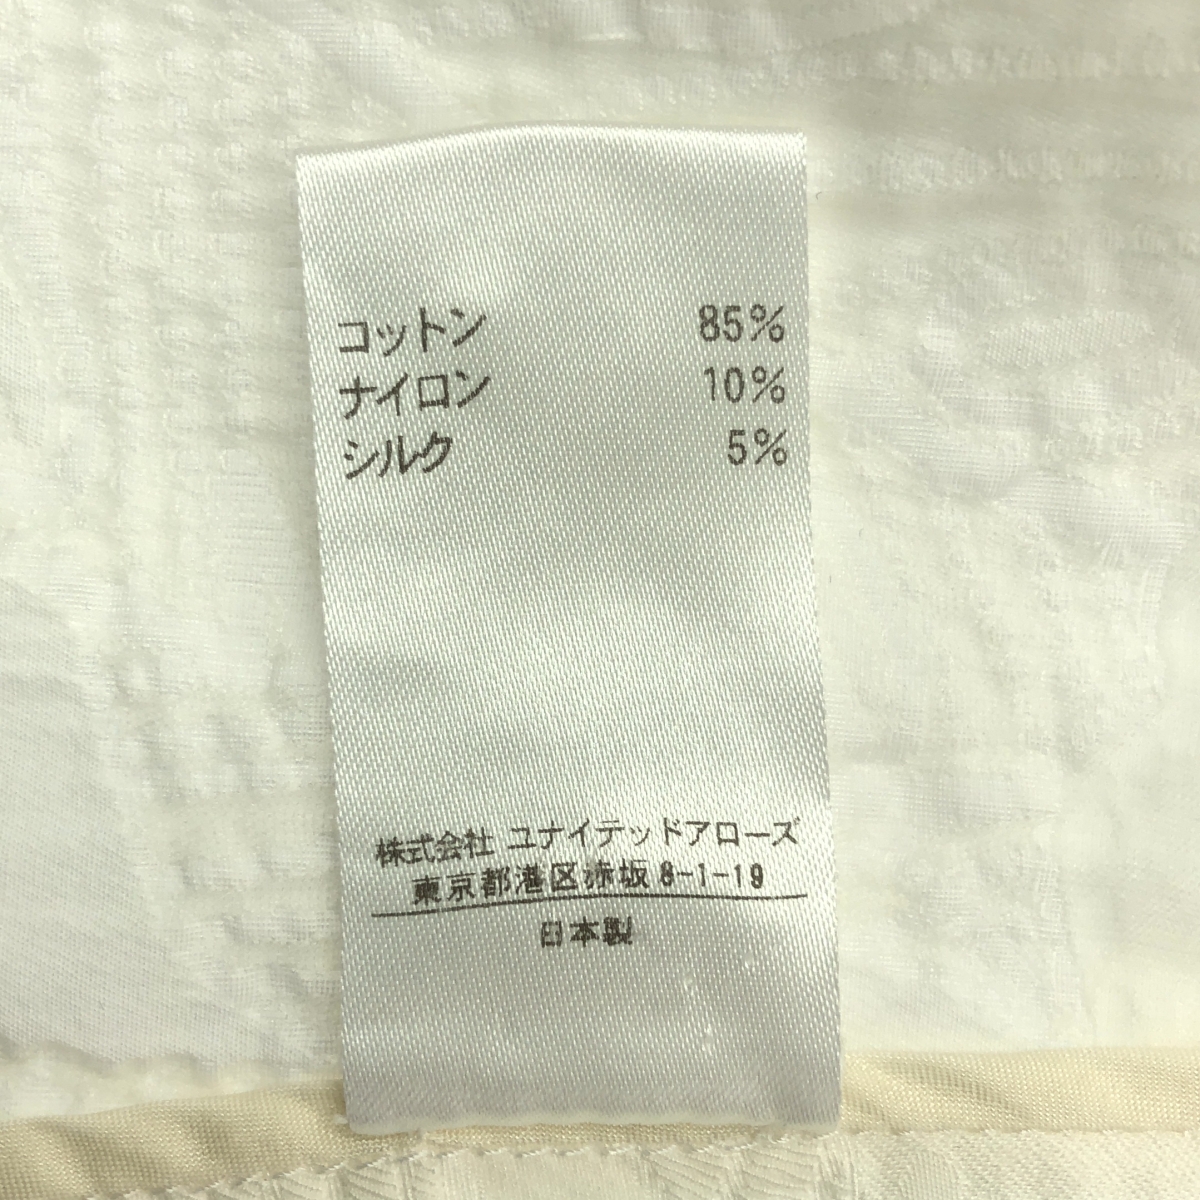 コットン 85%
ナイロン 10%
シルク 5%
株式会社 ユナイテッドアローズ
東京都港区赤坂8-1-19
日本製